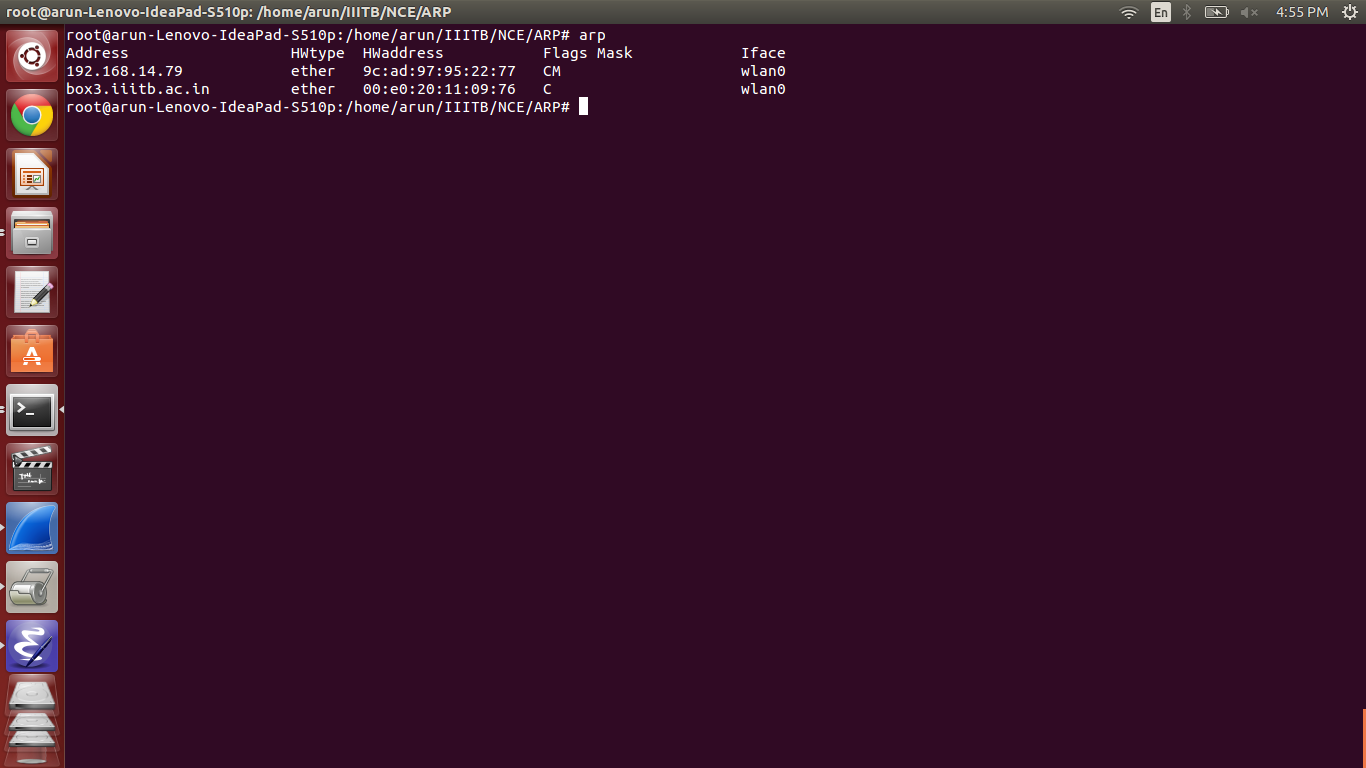 root@arun-Lenovo-IdeaPad-S510p: /home/arun/IIITB/NCE/ARP
En
4:55 PM
root@arun-Lenovo-IdeaPad-S510p:/home/arun/IIITB/NCE/ARP# arp
Address HWtype HWaddress Flags Mask Iface
192.168.14.79 ether 9c:ad:97:95:22:77 CM wlan0
box3.iiitb.ac.in ether 00:e0:20:11:09:76 C wlan0
root@arun-Lenovo-IdeaPad-S510p:/home/arun/IIITB/NCE/ARP#